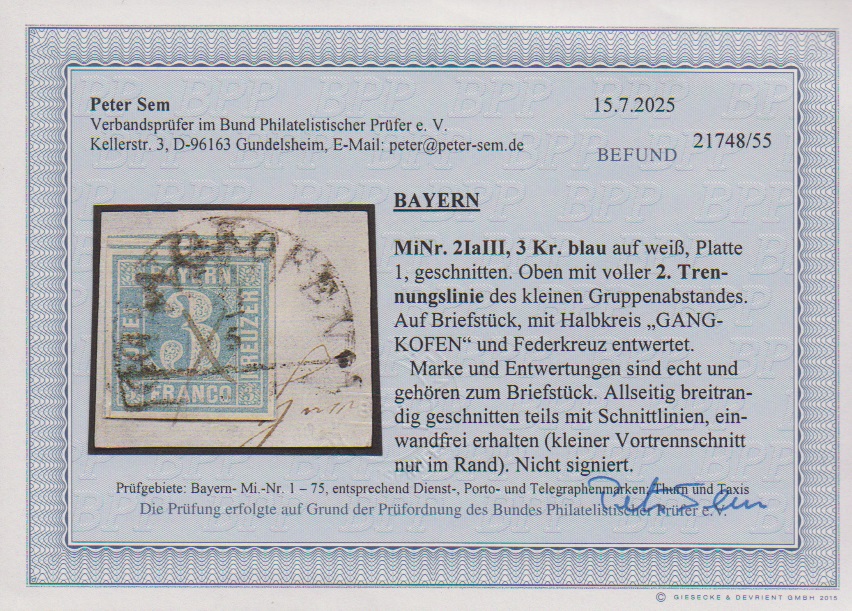 Peter Sem
Verbandsprüfer im Bund Philatelistischer Prüfer e. V.
Kellerstr. 3, D-96163 Gundelsheim, E-Mail: peter@peter-sem.de
15.7.2025
BEFUND 21748/55
BAYERN
MiNr. 2IaIII, 3 Kr. blau auf weiß, Platte
1, geschnitten. Oben mit voller 2. Tren-
nungslinie des kleinen Gruppenabstandes.
Auf Briefstück, mit Halbkreis „GANG-
KOFEN“ und Federkreuz entwertet.
Marke und Entwertungen sind echt und
gehören zum Briefstück. Allseitig breitran-
dig geschnitten teils mit Schnittlinien, ein-
wandfrei erhalten (kleiner Vortrennschnitt
nur im Rand). Nicht signiert.
BAYERN
3
KREUZER
FRANCO
Prüfgebiete: Bayern- Mi.-Nr. 1 – 75, entsprechend Dienst-, Porto- und Telegraphenmarken, Thurn und Taxis
Die Prüfung erfolgte auf Grund der Prüfordnung des Bundes Philatelistischer Prüfer e.V.
© GIESECKE & DEVRIENT GMBH 2015